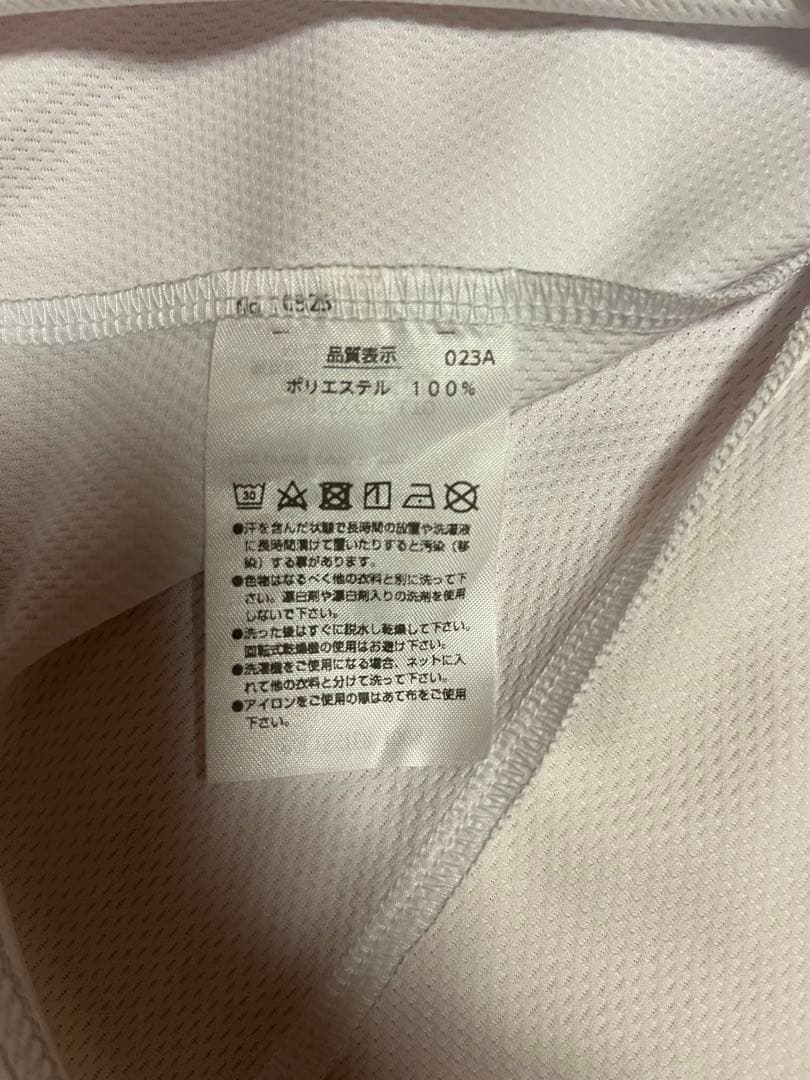 品質表示 023A
ポリエステル 100%
30
●汗を含んだ状態で長時間の放置や洗濯液
に長時間漬けて置いたりすると汚染（移
染）する事があります。
●色物はなるべく他の衣料と別に洗って下
さい。漂白剤や漂白剤入りの洗剤を使用
しないで下さい。
●洗った後はすぐに脱水し乾燥して下さい。
回転式乾燥機の使用はお避け下さい。
●洗濯機をご使用になる場合、ネットに入
れて他の衣料と分けて洗って下さい。
●アイロンをご使用の際はあて布をご使用
下さい。